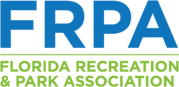 FRPA
FLORIDA RECREATION
& PARK ASSOCIATION